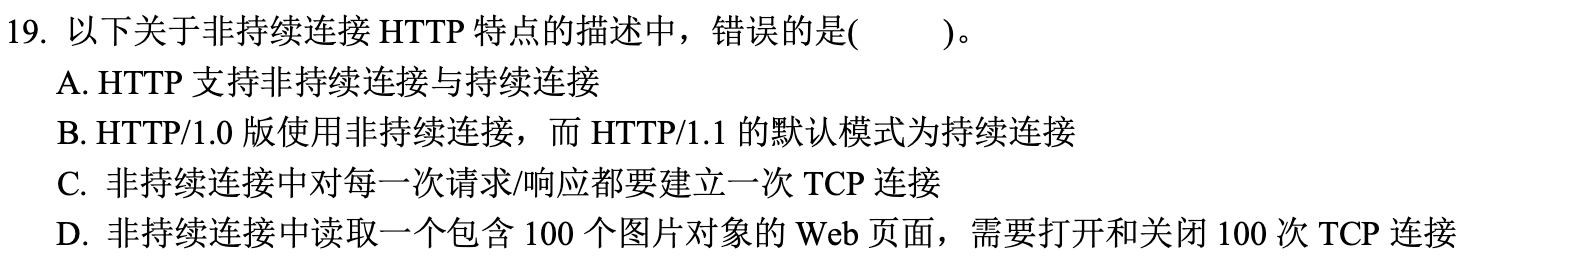 19. 以下关于非持续连接 HTTP 特点的描述中，错误的是(    )。
A. HTTP 支持非持续连接与持续连接
B. HTTP/1.0 版使用非持续连接，而 HTTP/1.1 的默认模式为持续连接
C. 非持续连接中对每一次请求/响应都要建立一次 TCP 连接
D. 非持续连接中读取一个包含 100 个图片对象的 Web 页面，需要打开和关闭 100 次 TCP 连接